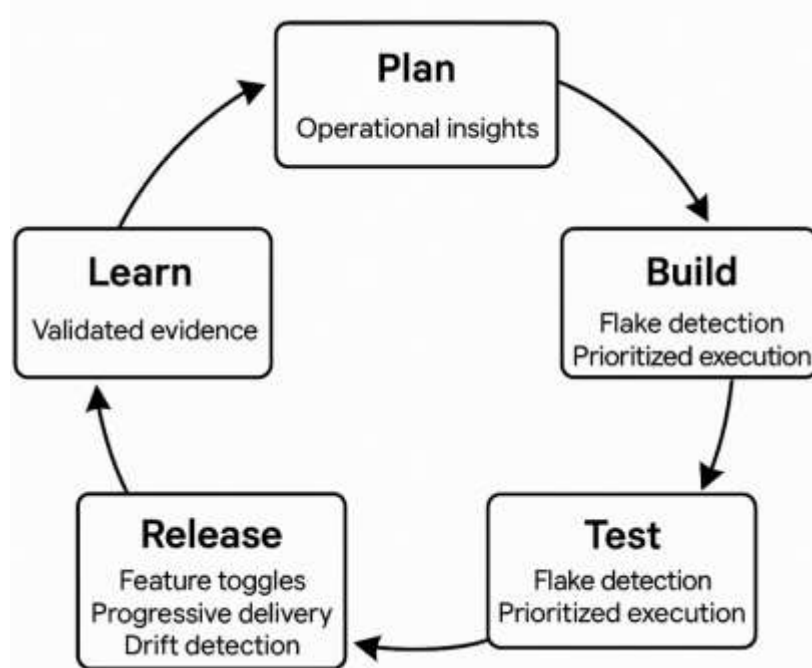 Plan
Operational insights
Build
Flake detection
Prioritized execution
Test
Flake detection
Prioritized execution
Release
Feature toggles
Progressive delivery
Drift detection
Learn
Validated evidence